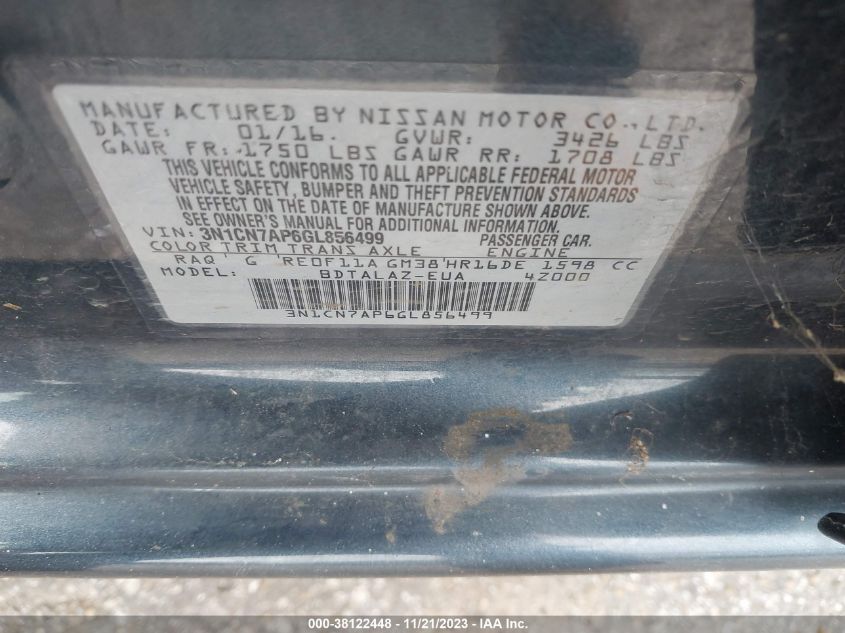 MANUFACTURED BY NISSAN MOTOR CO., LTD.
DATE: 01/16. GVWR: 3426 LBS
GAWR FR: 1750 LBS GAWR RR: 1708 LBS
THIS VEHICLE CONFORMS TO ALL APPLICABLE FEDERAL MOTOR
VEHICLE SAFETY, BUMPER AND THEFT PREVENTION STANDARDS
IN EFFECT ON THE DATE OF MANUFACTURE SHOWN ABOVE.
SEE OWNER'S MANUAL FOR ADDITIONAL INFORMATION.
VIN: 3N1CN7AP6GL856499 PASSENGER CAR.
COLOR TRIM TRANS AXLE ENGINE
RAQ G RE0F11A GM38 HR16DE 1598 CC
MODEL: BDTALAZ-EUA 4Z000
3N1CN7AP6GL856499
000-38122448 - 11/21/2023 - IAA Inc.